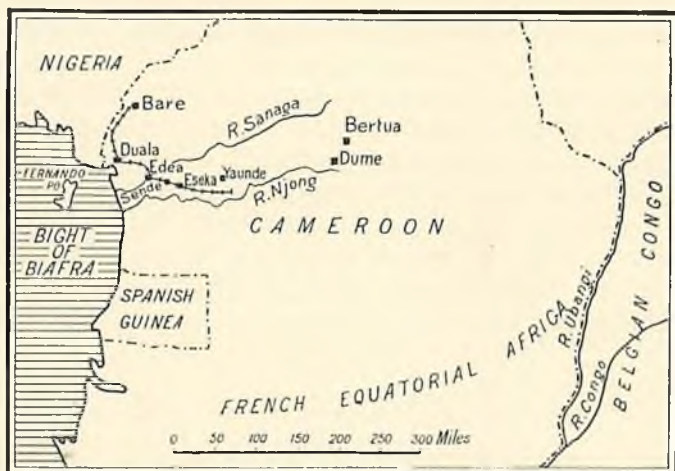 NIGERIA
Bare
R. Sanaga
Bertua
Duala
Dume
Edea
FERNANDO
PO
Sende
Eseka
Yaunde
R. Njong
CAMEROON
BIGHT
OF
BIAFRA
SPANISH
GUINEA
R. Ubangi
BELGIAN CONGO
R. Congo
FRENCH EQUATORIAL AFRICA
0 50 100 150 200 250 300 Miles